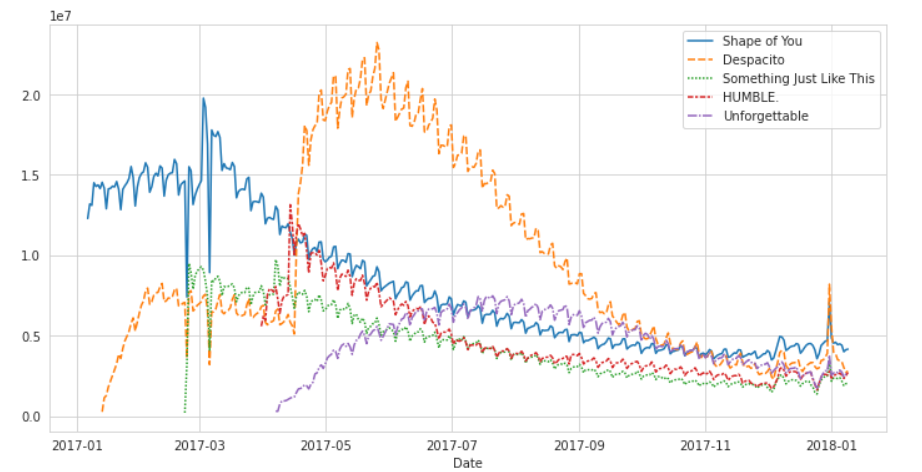 1e7
Shape of You
Despacito
Something Just Like This
HUMBLE.
Unforgettable
2.0
1.5
1.0
0.5
0.0
2017-01 2017-03 2017-05 2017-07 2017-09 2017-11 2018-01
Date